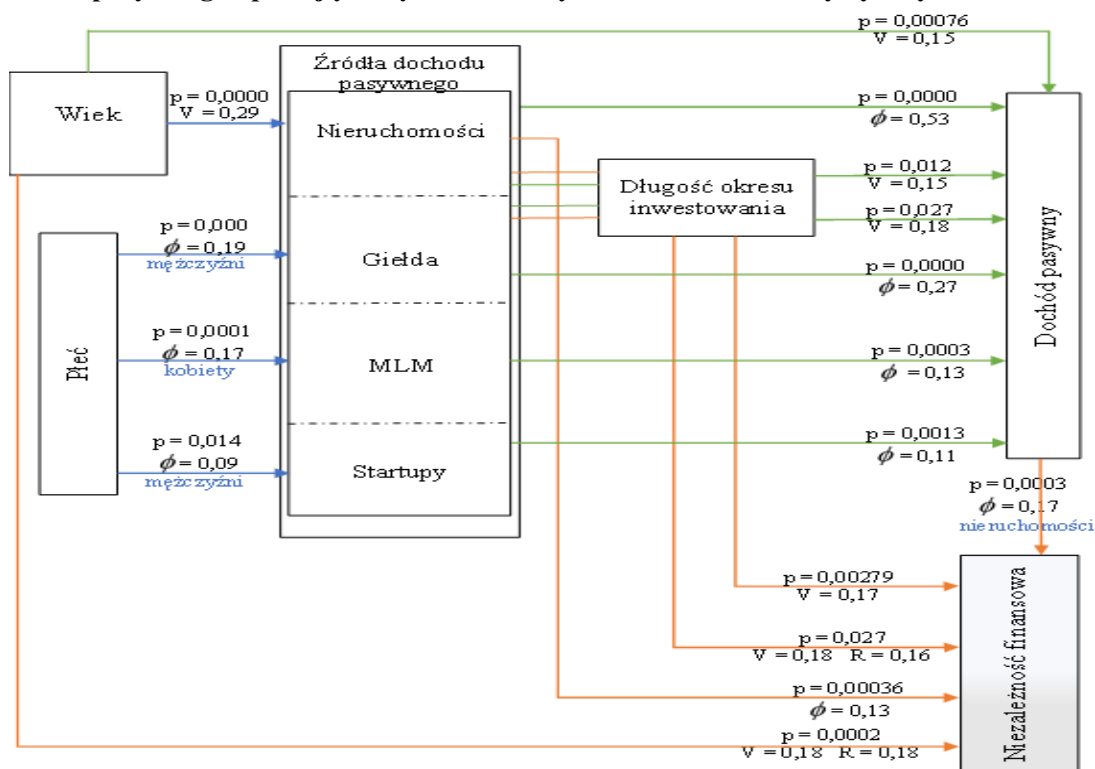 p = 0,00076
V = 0,15
Wiek
p = 0,0000
V = 0,29
Źródła dochodu
pasywnego
Nieruchomości
Giełda
MLM
Startupy
Płeć
p = 0,000
ϕ = 0,19
mężczyźni
p = 0,0001
ϕ = 0,17
kobiety
p = 0,014
ϕ = 0,09
mężczyźni
Długość okresu
inwestowania
p = 0,0000
ϕ = 0,53
p = 0,012
V = 0,15
p = 0,027
V = 0,18
p = 0,0000
ϕ = 0,27
p = 0,0003
ϕ = 0,13
p = 0,0013
ϕ = 0,11
Dochód pasywny
p = 0,0003
ϕ = 0,17
nieruchomości
p = 0,00279
V = 0,17
p = 0,027
V = 0,18 R = 0,16
p = 0,00036
ϕ = 0,13
p = 0,0002
V = 0,18 R = 0,18
Niezależność finansowa